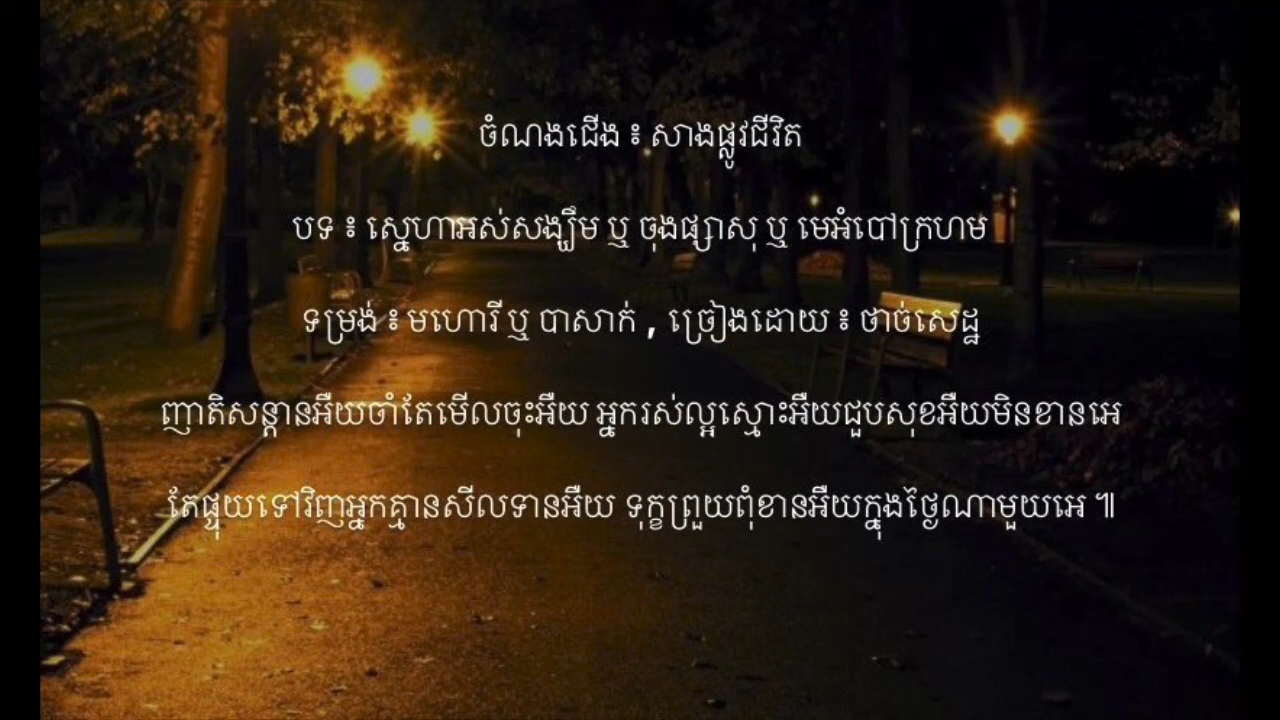 ចំណងជើង ៖ សាងផ្លូវជីវិត
បទ ៖ ស្នេហាអស់សង្ឃឹម ឬ ចុងផ្សាសុ ឬ មេអំបៅក្រហម
ទម្រង់ ៖ មហោរី ឬ បាសាក់ , ច្រៀងដោយ ៖ ថាច់សេដ្ឋ
ញាតិសន្តានអឺយចាំតែមើលចុះអឺយ អ្នករស់ល្អស្មោះអឺយជួបសុខអឺយមិនខានអេ
តែផ្ទុយទៅវិញអ្នកគ្មានសីលទានអឺយ ទុក្ខព្រួយពុំខានអឺយក្នុងថ្ងៃណាមួយអេ ៕